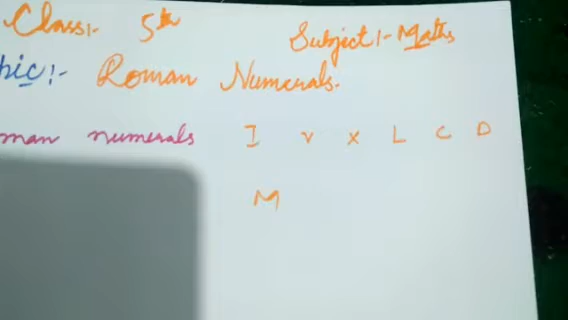 Class:- 5th Subject:- Maths
pic:- Roman Numerals.
man numerals I V X L C D
M